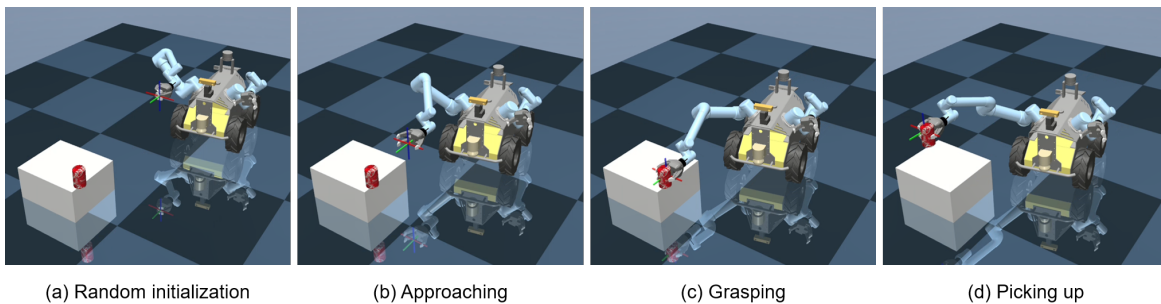 (a) Random initialization
(b) Approaching
(c) Grasping
(d) Picking up